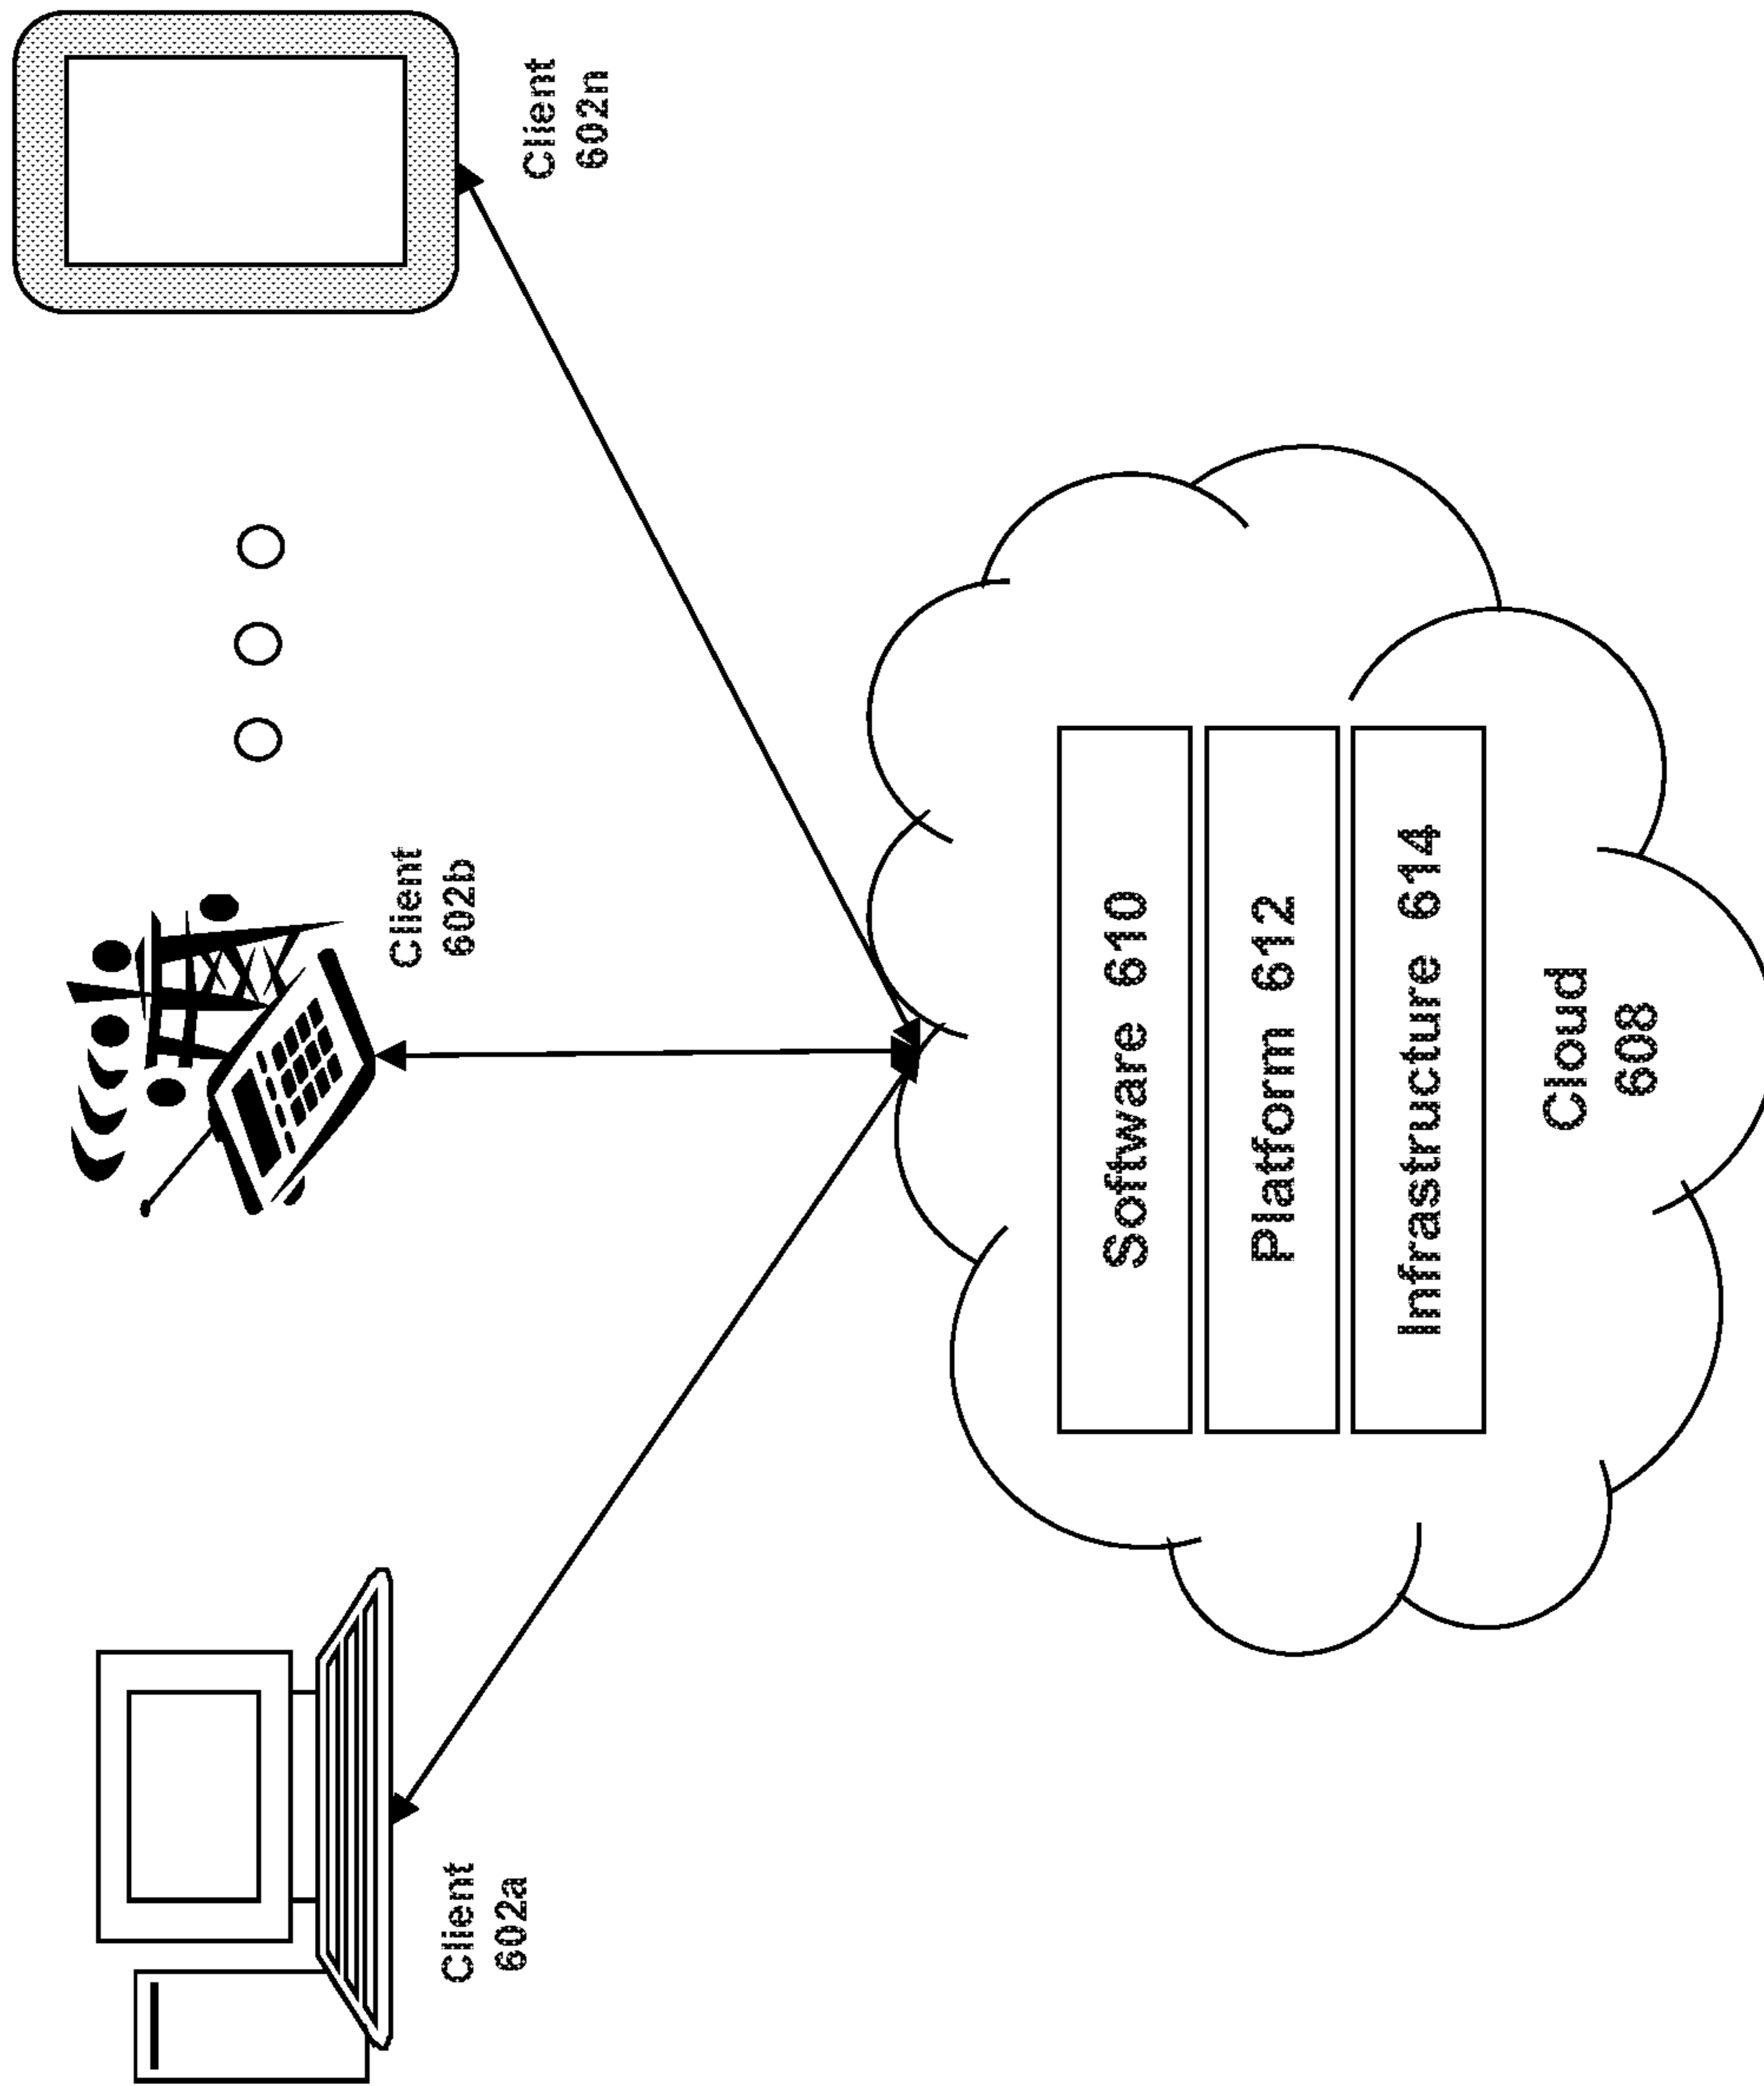 Client
602a
Client
602b
Client
602n
Software 610
Platform 612
Infrastructure 614
Cloud
608